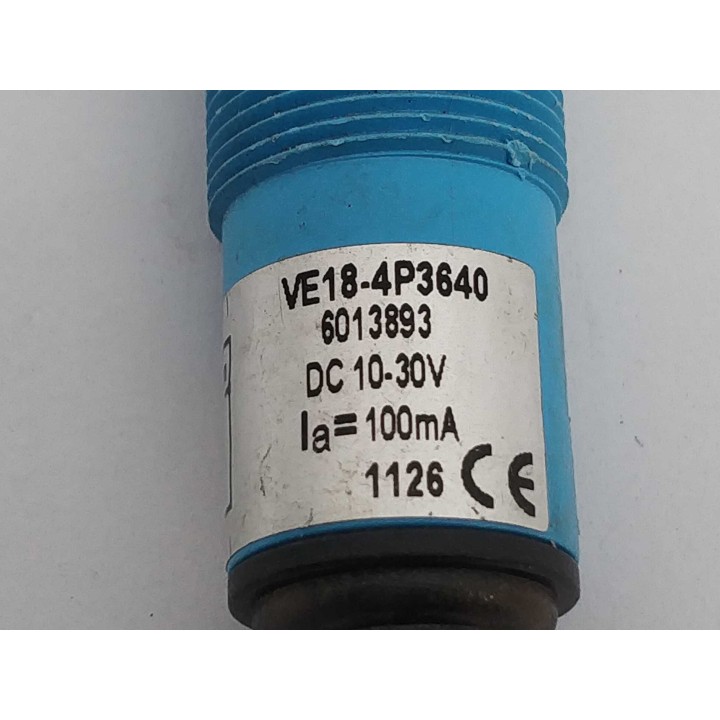 VE18-4P3640
6013893
DC 10-30V
Ia= 100mA
1126 CE